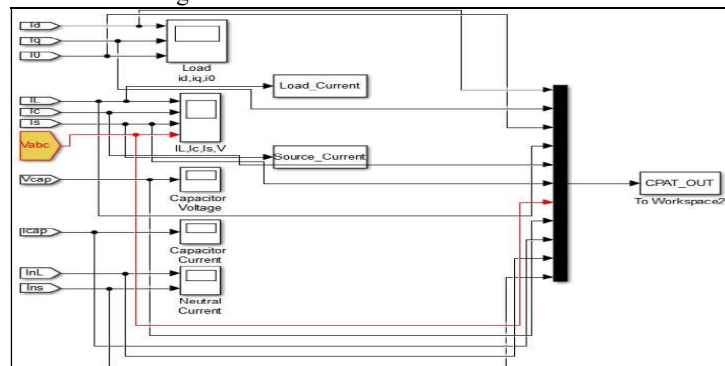 Id
Iq
I0
Load
id,iq,i0
IL
Ic
Is
Vabc
IL,Ic,Is,V
Load_Current
Source_Current
Vcap
Capacitor
Voltage
Icap
Capacitor
Current
InL
Ins
Neutral
Current
CPAT_OUT
To Workspace2